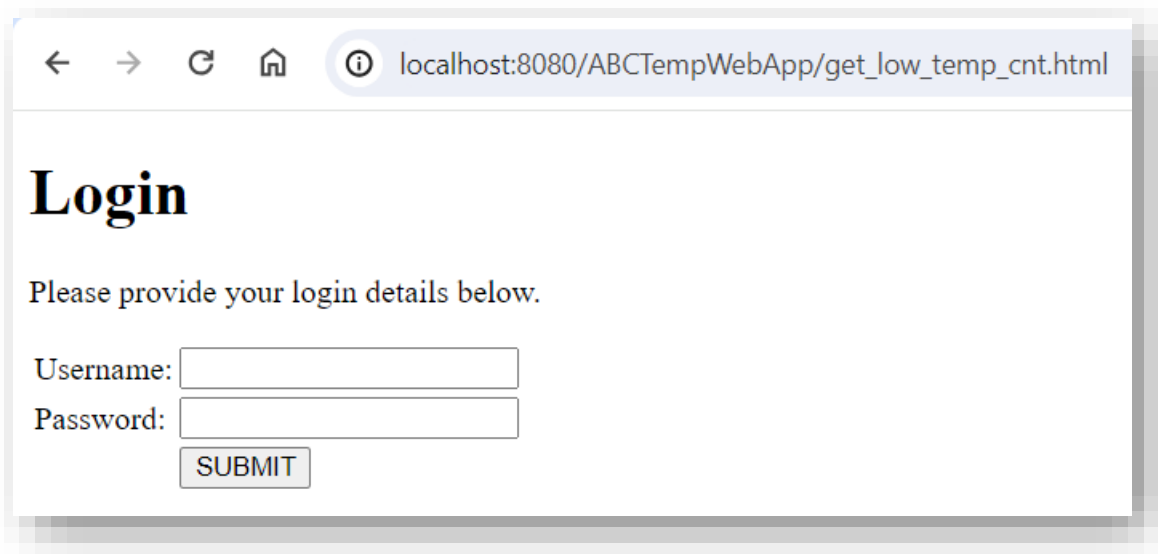 localhost:8080/ABCTempWebApp/get_low_temp_cnt.html
Login
Please provide your login details below.
Username:
Password:
SUBMIT